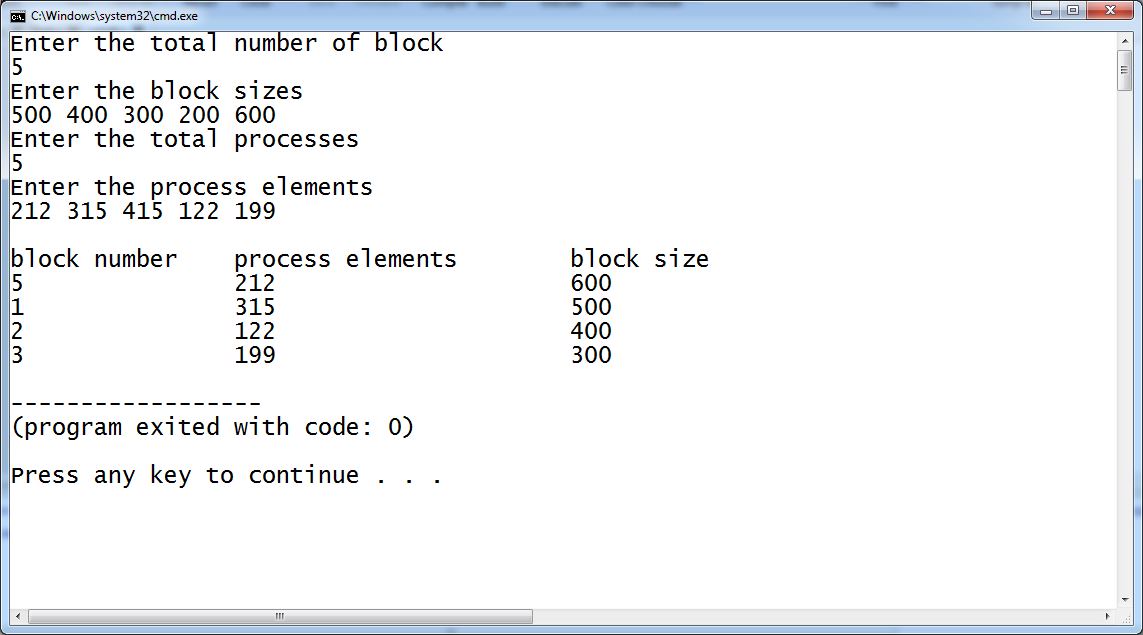 C:\Windows\system32\cmd.exe
Enter the total number of block
5
Enter the block sizes
500 400 300 200 600
Enter the total processes
5
Enter the process elements
212 315 415 122 199
block number process elements block size
5 212 600
1 315 500
2 122 400
3 199 300
------------------
(program exited with code: 0)
Press any key to continue . . .